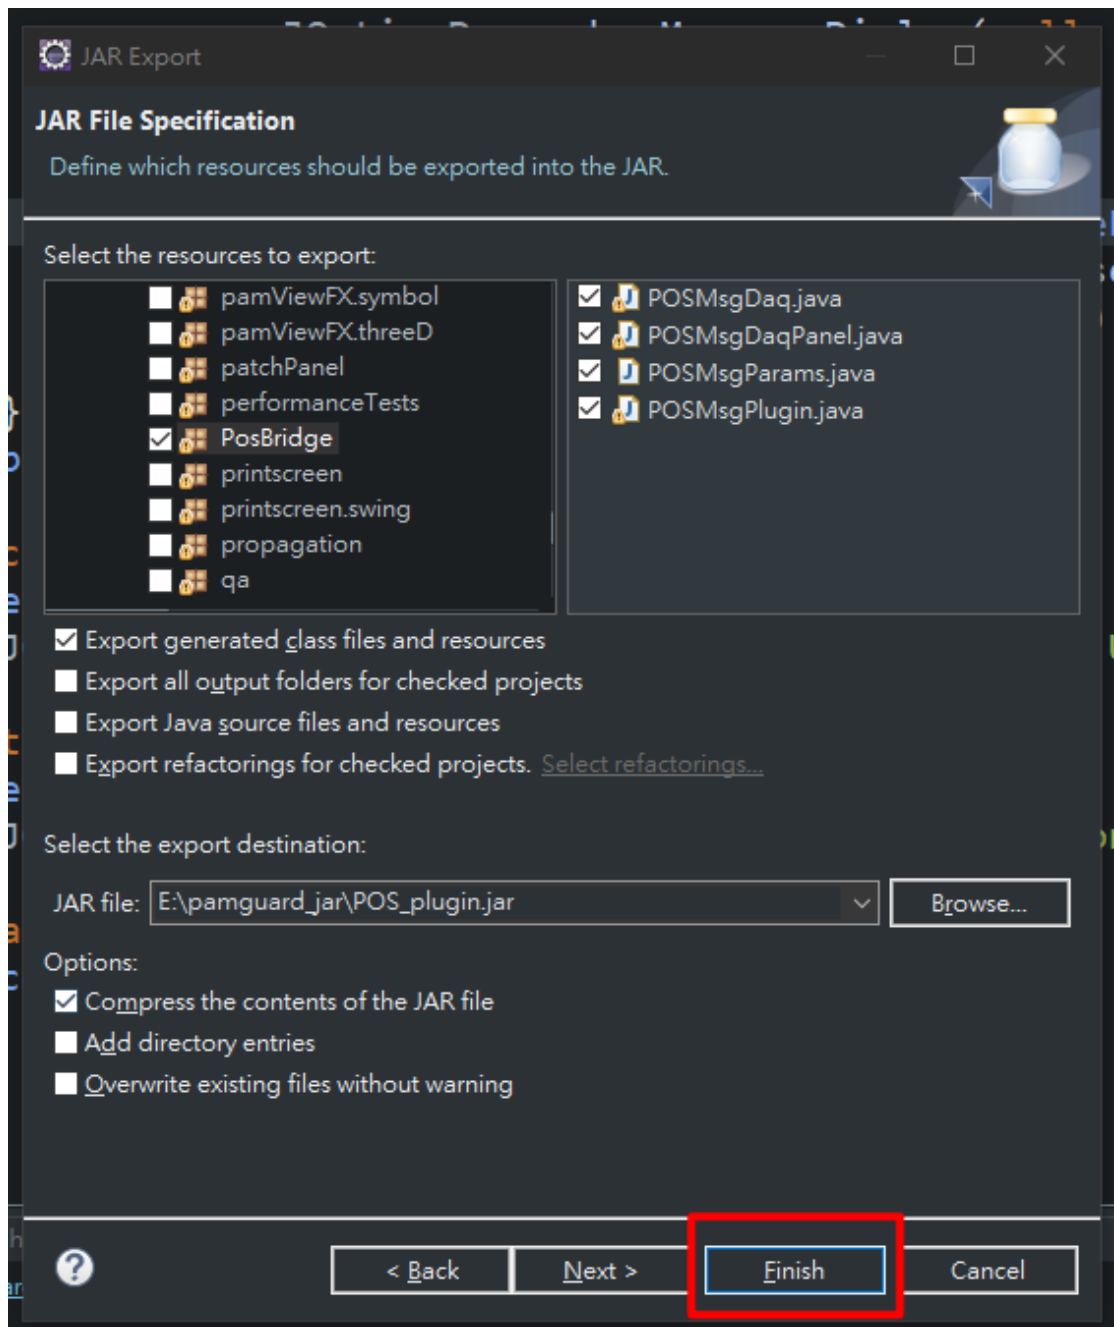 JAR Export
JAR File Specification
Define which resources should be exported into the JAR.
Select the resources to export:
pamViewFX.symbol
pamViewFX.threeD
patchPanel
performanceTests
PosBridge
printscreen
printscreen.swing
propagation
qa
POSMsgDaq.java
POSMsgDaqPanel.java
POSMsgParams.java
POSMsgPlugin.java
Export generated class files and resources
Export all output folders for checked projects
Export Java source files and resources
Export refactorings for checked projects. Select refactorings...
Select the export destination:
JAR file: E:\pamguard_jar\POS_plugin.jar Browse...
Options:
Compress the contents of the JAR file
Add directory entries
Overwrite existing files without warning
? < Back Next > Finish Cancel